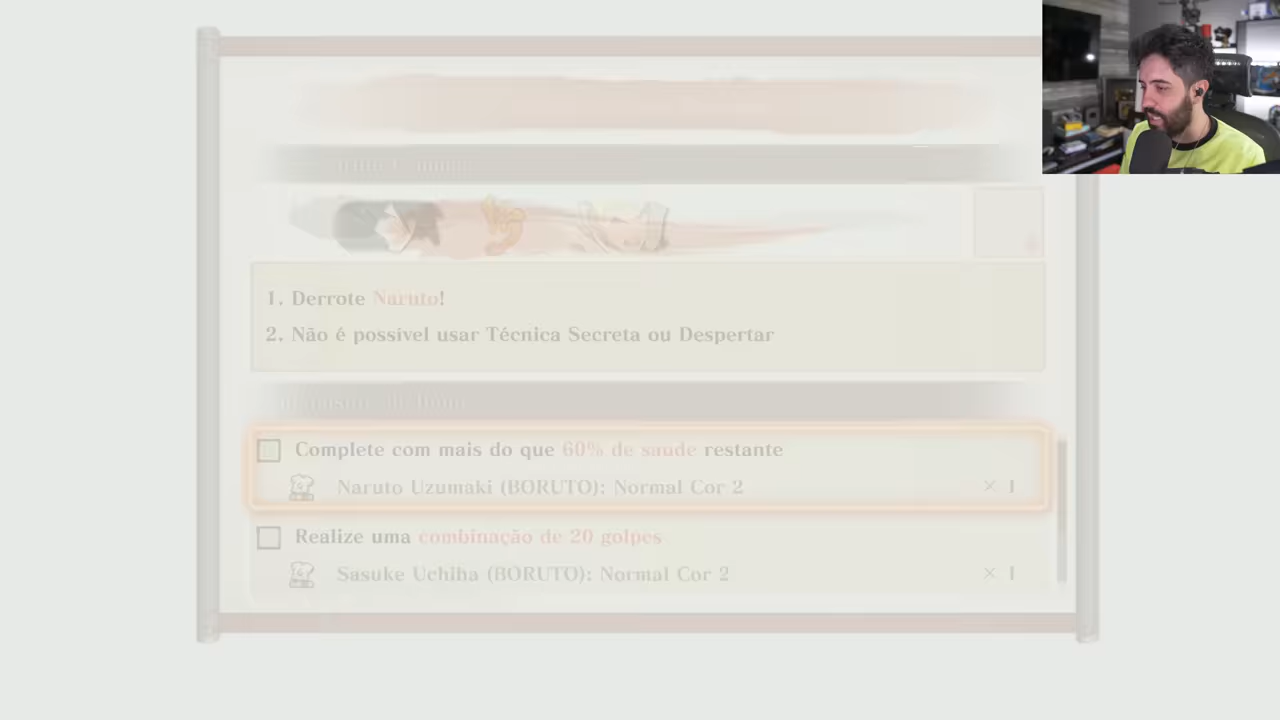 1. Derrote Naruto!
2. Não é possível usar Técnica Secreta ou Despertar
Complete com mais do que 60% de saúde restante
Naruto Uzumaki (BORUTO): Normal Cor 2 × 1
Realize uma combinação de 20 golpes
Sasuke Uchiha (BORUTO): Normal Cor 2 × 1